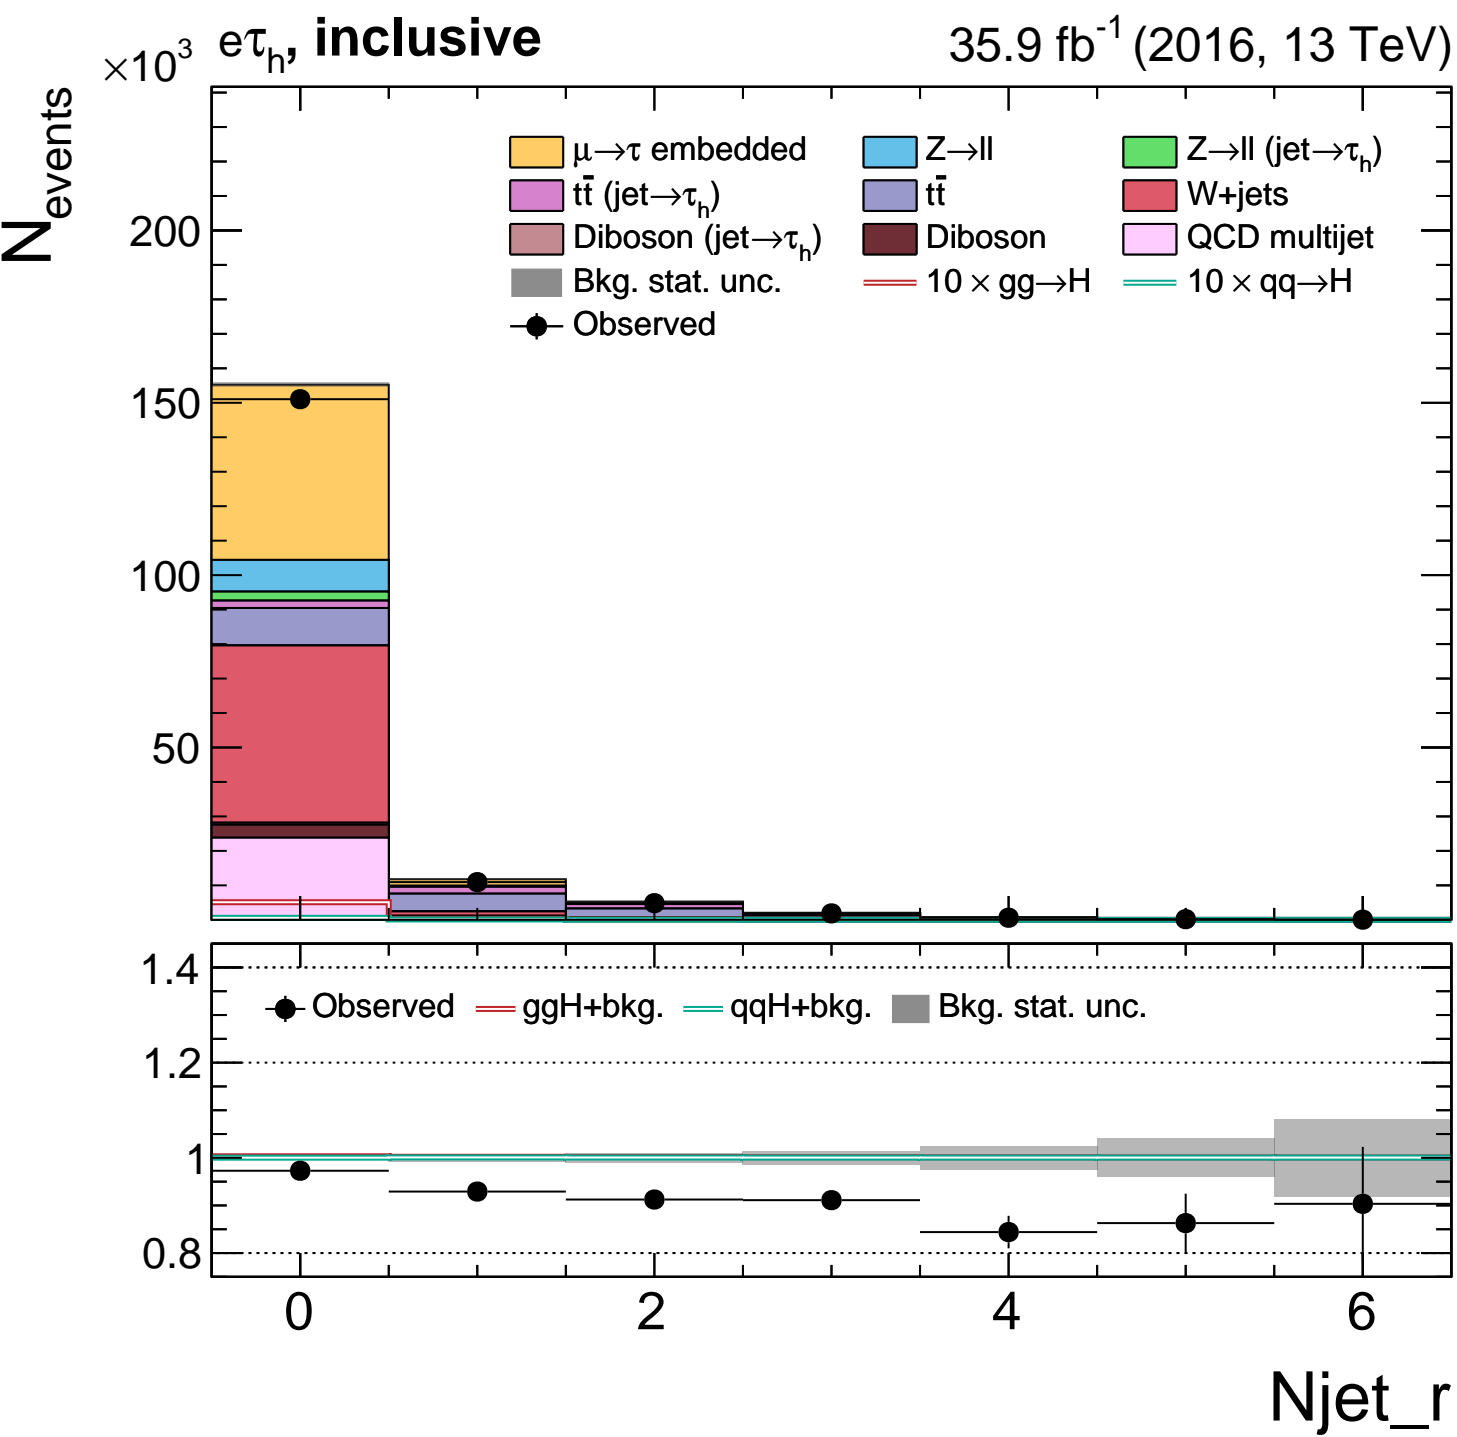 ×10³ eτₕ, inclusive 35.9 fb⁻¹ (2016, 13 TeV)
N_events
μ→τ embedded Z→ll Z→ll (jet→τₕ)
tt̄ (jet→τₕ) tt̄ W+jets
Diboson (jet→τₕ) Diboson QCD multijet
Bkg. stat. unc. 10 × gg→H 10 × qq→H
Observed
200
150
100
50
1.4
Observed ggH+bkg. qqH+bkg. Bkg. stat. unc.
1.2
1
0.8
0 2 4 6
Njet_r